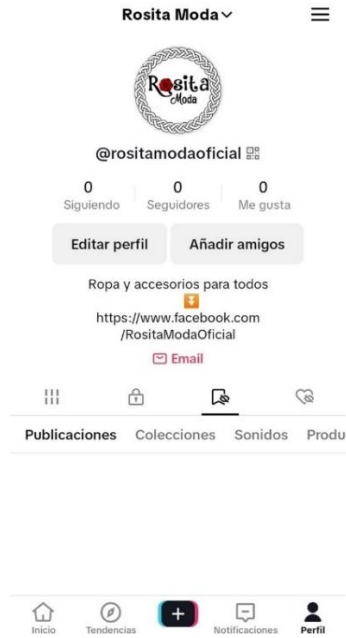 Rosita Moda
Rosita
Moda
@rositamodaoficial
0 0 0
Siguiendo Seguidores Me gusta
Editar perfil Añadir amigos
Ropa y accesorios para todos
https://www.facebook.com
/RositaModaOficial
Email
Publicaciones Colecciones Sonidos Produ
Inicio Tendencias Notificaciones Perfil